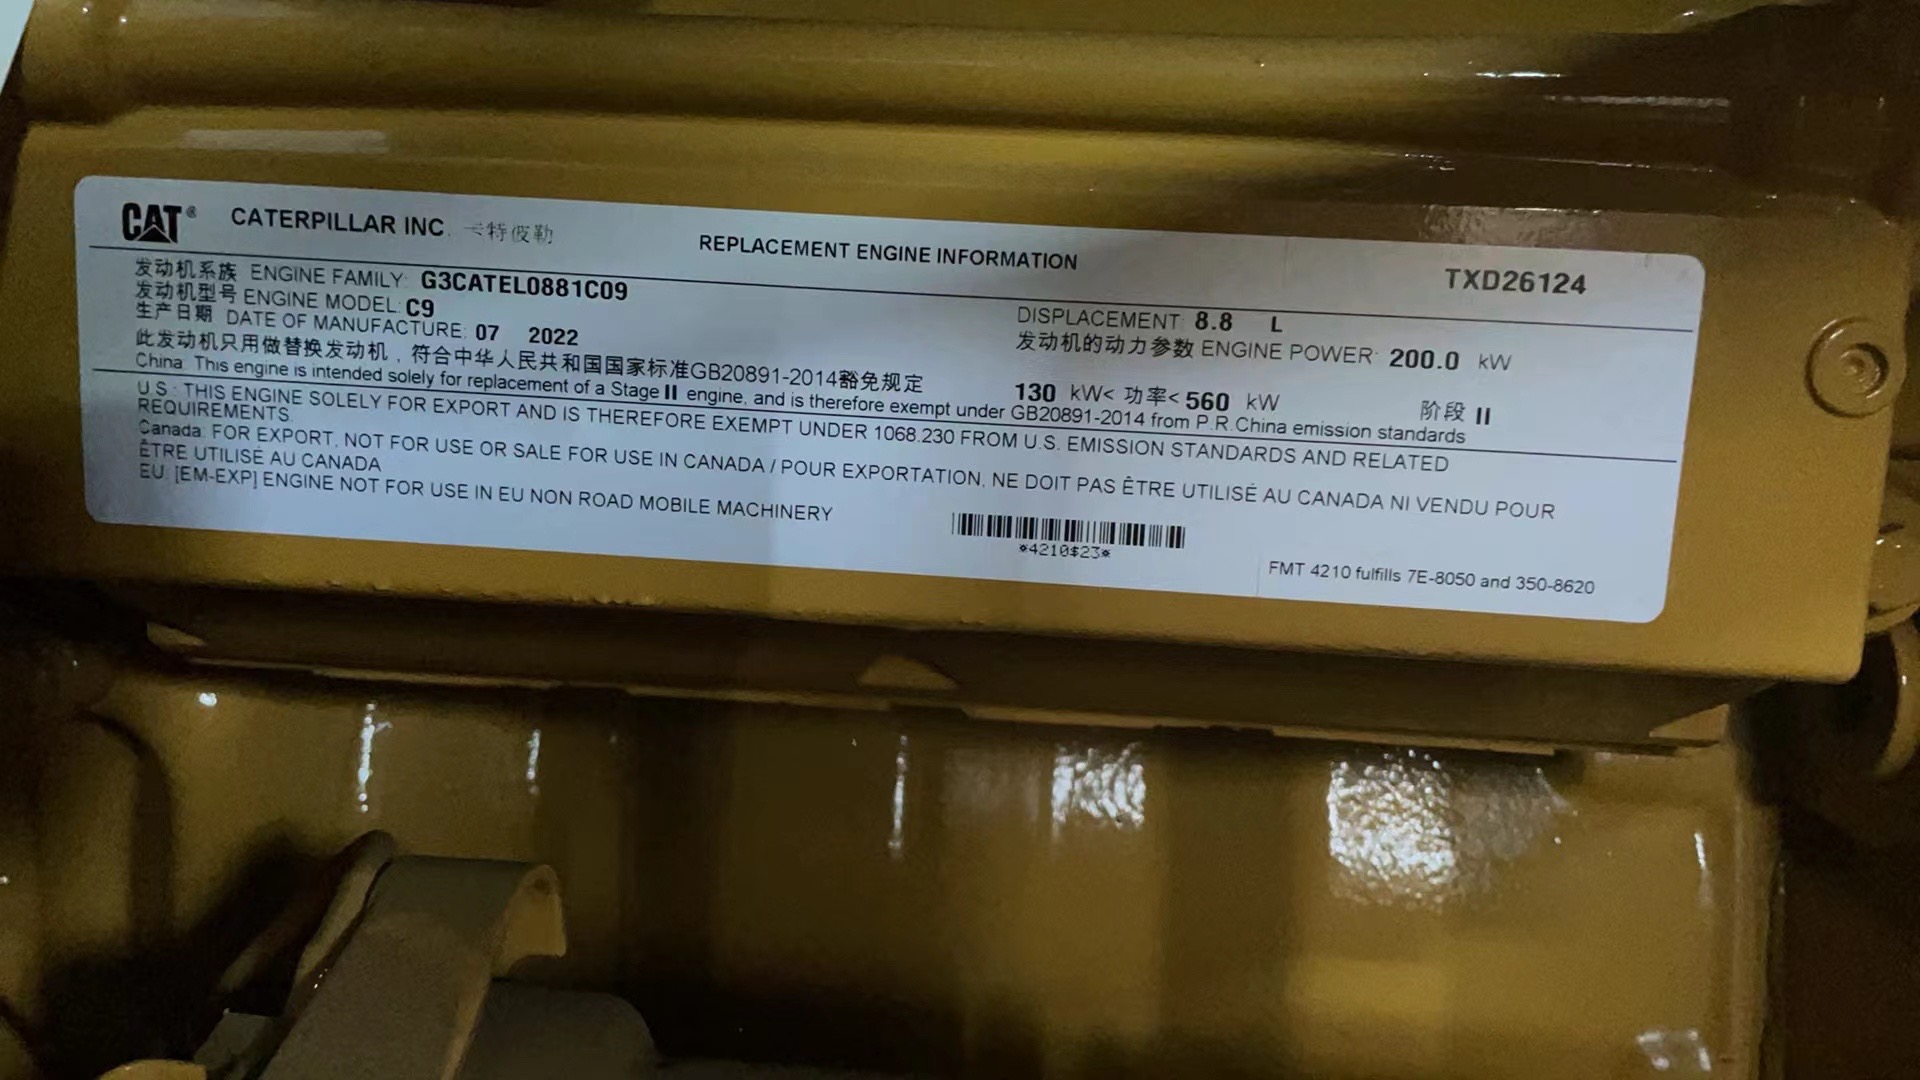 CAT® CATERPILLAR INC. 卡特彼勒
REPLACEMENT ENGINE INFORMATION
TXD26124
发动机系族 ENGINE FAMILY: G3CATEL0881C09
发动机型号 ENGINE MODEL: C9
DISPLACEMENT: 8.8 L
生产日期 DATE OF MANUFACTURE: 07 2022
发动机的动力参数 ENGINE POWER: 200.0 kW
此发动机只用做替换发动机，符合中华人民共和国国家标准GB20891-2014豁免规定
130 kW< 功率< 560 kW 阶段 II
China: This engine is intended solely for replacement of a Stage II engine, and is therefore exempt under GB20891-2014 from P.R.China emission standards
U.S.: THIS ENGINE SOLELY FOR EXPORT AND IS THEREFORE EXEMPT UNDER 1068.230 FROM U.S. EMISSION STANDARDS AND RELATED
REQUIREMENTS.
Canada: FOR EXPORT, NOT FOR USE OR SALE FOR USE IN CANADA / POUR EXPORTATION, NE DOIT PAS ÊTRE UTILISÉ AU CANADA NI VENDU POUR
ÊTRE UTILISÉ AU CANADA
EU: [EM-EXP] ENGINE NOT FOR USE IN EU NON ROAD MOBILE MACHINERY
*4210$23*
FMT 4210 fulfills 7E-8050 and 350-8620